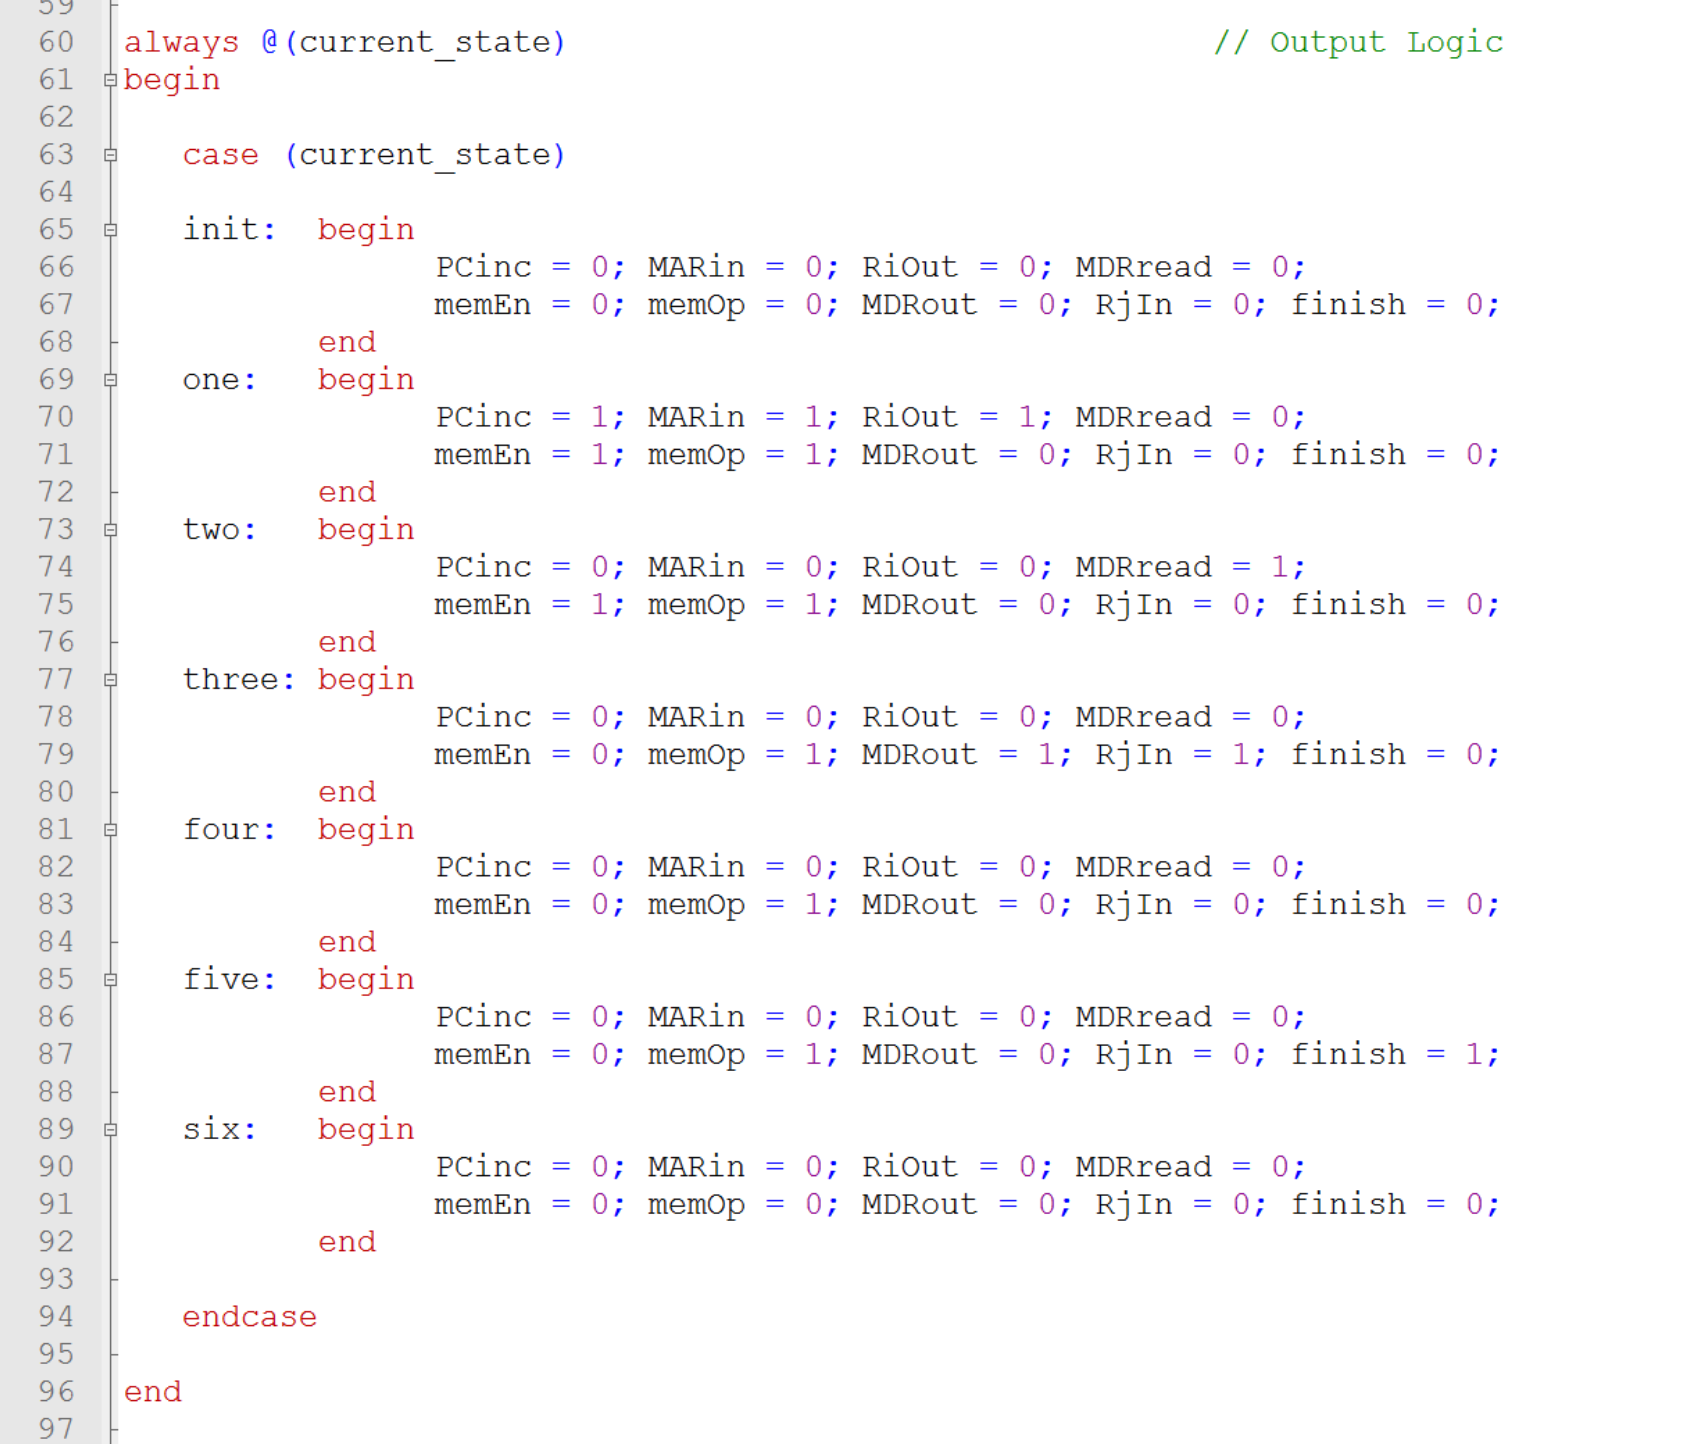 59
60 always @(current_state) // Output Logic
61 begin
62
63 case (current_state)
64
65 init: begin
66 PCinc = 0; MARin = 0; RiOut = 0; MDRread = 0;
67 memEn = 0; memOp = 0; MDRout = 0; RjIn = 0; finish = 0;
68 end
69 one: begin
70 PCinc = 1; MARin = 1; RiOut = 1; MDRread = 0;
71 memEn = 1; memOp = 1; MDRout = 0; RjIn = 0; finish = 0;
72 end
73 two: begin
74 PCinc = 0; MARin = 0; RiOut = 0; MDRread = 1;
75 memEn = 1; memOp = 1; MDRout = 0; RjIn = 0; finish = 0;
76 end
77 three: begin
78 PCinc = 0; MARin = 0; RiOut = 0; MDRread = 0;
79 memEn = 0; memOp = 1; MDRout = 1; RjIn = 1; finish = 0;
80 end
81 four: begin
82 PCinc = 0; MARin = 0; RiOut = 0; MDRread = 0;
83 memEn = 0; memOp = 1; MDRout = 0; RjIn = 0; finish = 0;
84 end
85 five: begin
86 PCinc = 0; MARin = 0; RiOut = 0; MDRread = 0;
87 memEn = 0; memOp = 1; MDRout = 0; RjIn = 0; finish = 1;
88 end
89 six: begin
90 PCinc = 0; MARin = 0; RiOut = 0; MDRread = 0;
91 memEn = 0; memOp = 0; MDRout = 0; RjIn = 0; finish = 0;
92 end
93
94 endcase
95
96 end
97